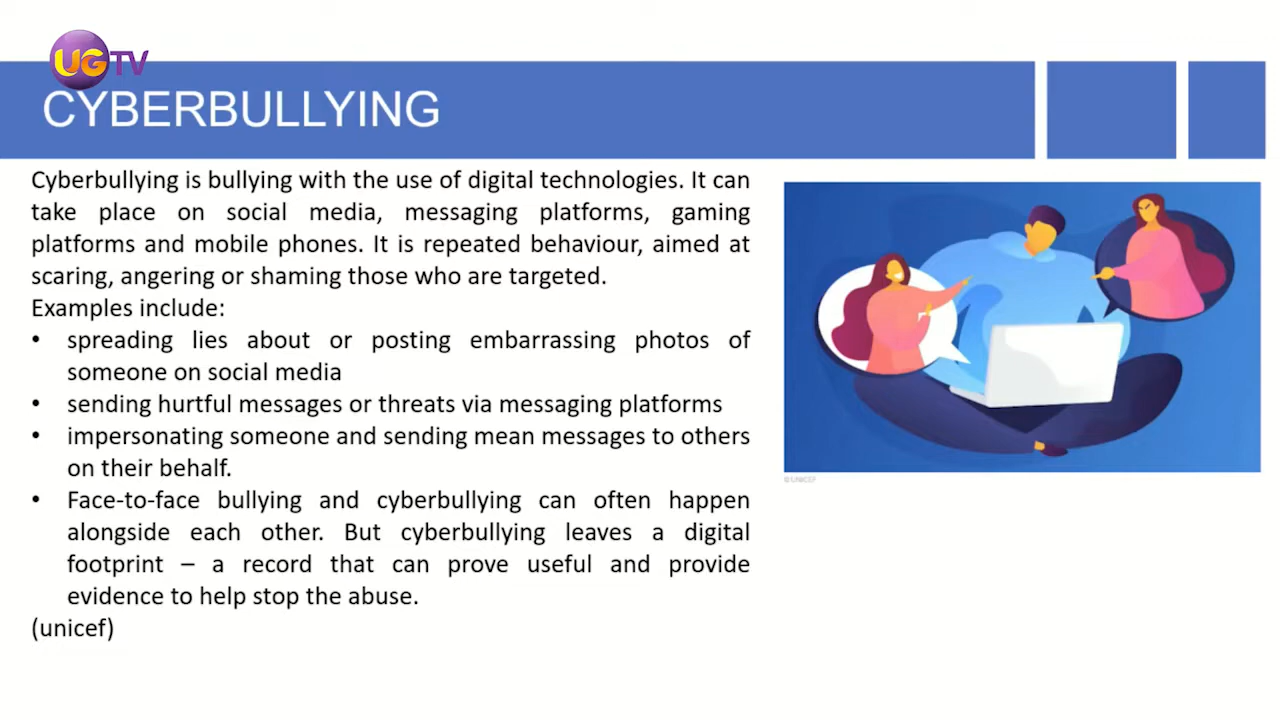 UGTV
CYBERBULLYING
Cyberbullying is bullying with the use of digital technologies. It can
take place on social media, messaging platforms, gaming
platforms and mobile phones. It is repeated behaviour, aimed at
scaring, angering or shaming those who are targeted.
Examples include:
• spreading lies about or posting embarrassing photos of
someone on social media
• sending hurtful messages or threats via messaging platforms
• impersonating someone and sending mean messages to others
on their behalf.
• Face-to-face bullying and cyberbullying can often happen
alongside each other. But cyberbullying leaves a digital
footprint – a record that can prove useful and provide
evidence to help stop the abuse.
(unicef)
© UNICEF